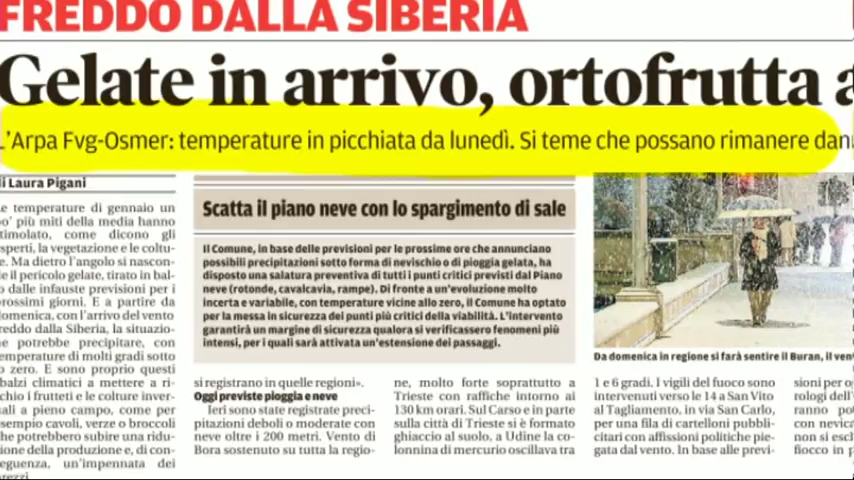 FREDDO DALLA SIBERIA
Gelate in arrivo, ortofrutta a
L'Arpa Fvg-Osmer: temperature in picchiata da lunedì. Si teme che possano rimanere dan
di Laura Pigani
Le temperature di gennaio un
po' più miti della media hanno
stimolato, come dicono gli
esperti, la vegetazione e le coltu-
re. Ma dietro l'angolo si nascon-
de il pericolo gelate, tirato in bal-
lo dalle infauste previsioni per i
prossimi giorni. E a partire da
domenica, con l'arrivo del vento
freddo dalla Siberia, la situazio-
ne potrebbe precipitare, con
temperature di molti gradi sotto
lo zero. E sono proprio questi
sbalzi climatici a mettere a ri-
schio i frutteti e le colture inver-
nali a pieno campo, come per
esempio cavoli, verze o broccoli
che potrebbero subire una ridu-
zione della produzione e, di con-
seguenza, un'impennata dei
prezzi.
Scatta il piano neve con lo spargimento di sale
Il Comune, in base delle previsioni per le prossime ore che annunciano
possibili precipitazioni sotto forma di nevischio o di pioggia gelata, ha
disposto una salatura preventiva di tutti i punti critici previsti dal Piano
neve (rotonde, cavalcavia, rampe). Di fronte a un'evoluzione molto
incerta e variabile, con temperature vicine allo zero, il Comune ha optato
per la messa in sicurezza dei punti più critici della viabilità. L'intervento
garantirà un margine di sicurezza qualora si verificassero fenomeni più
intensi, per i quali sarà attivata un'estensione dei passaggi.
si registrano in quelle regioni».
Oggi previste pioggia e neve
Ieri sono state registrate preci-
pitazioni deboli o moderate con
neve oltre i 200 metri. Vento di
Bora sostenuto su tutta la regio-
ne, molto forte soprattutto a
Trieste con raffiche intorno ai
130 km orari. Sul Carso e in parte
sulla città di Trieste si è formato
ghiaccio al suolo, a Udine la co-
lonnina di mercurio oscillava tra
Da domenica in regione si farà sentire il Buran, il ven
1 e 6 gradi. I vigili del fuoco sono
intervenuti verso le 14 a San Vito
al Tagliamento, in via San Carlo,
per una fila di cartelloni pubbli-
citari con affissioni politiche pie-
gata dal vento. In base alle previ-
sioni per o
rologi dell'
ranno po
con nevica
non si escl
fiocco in p